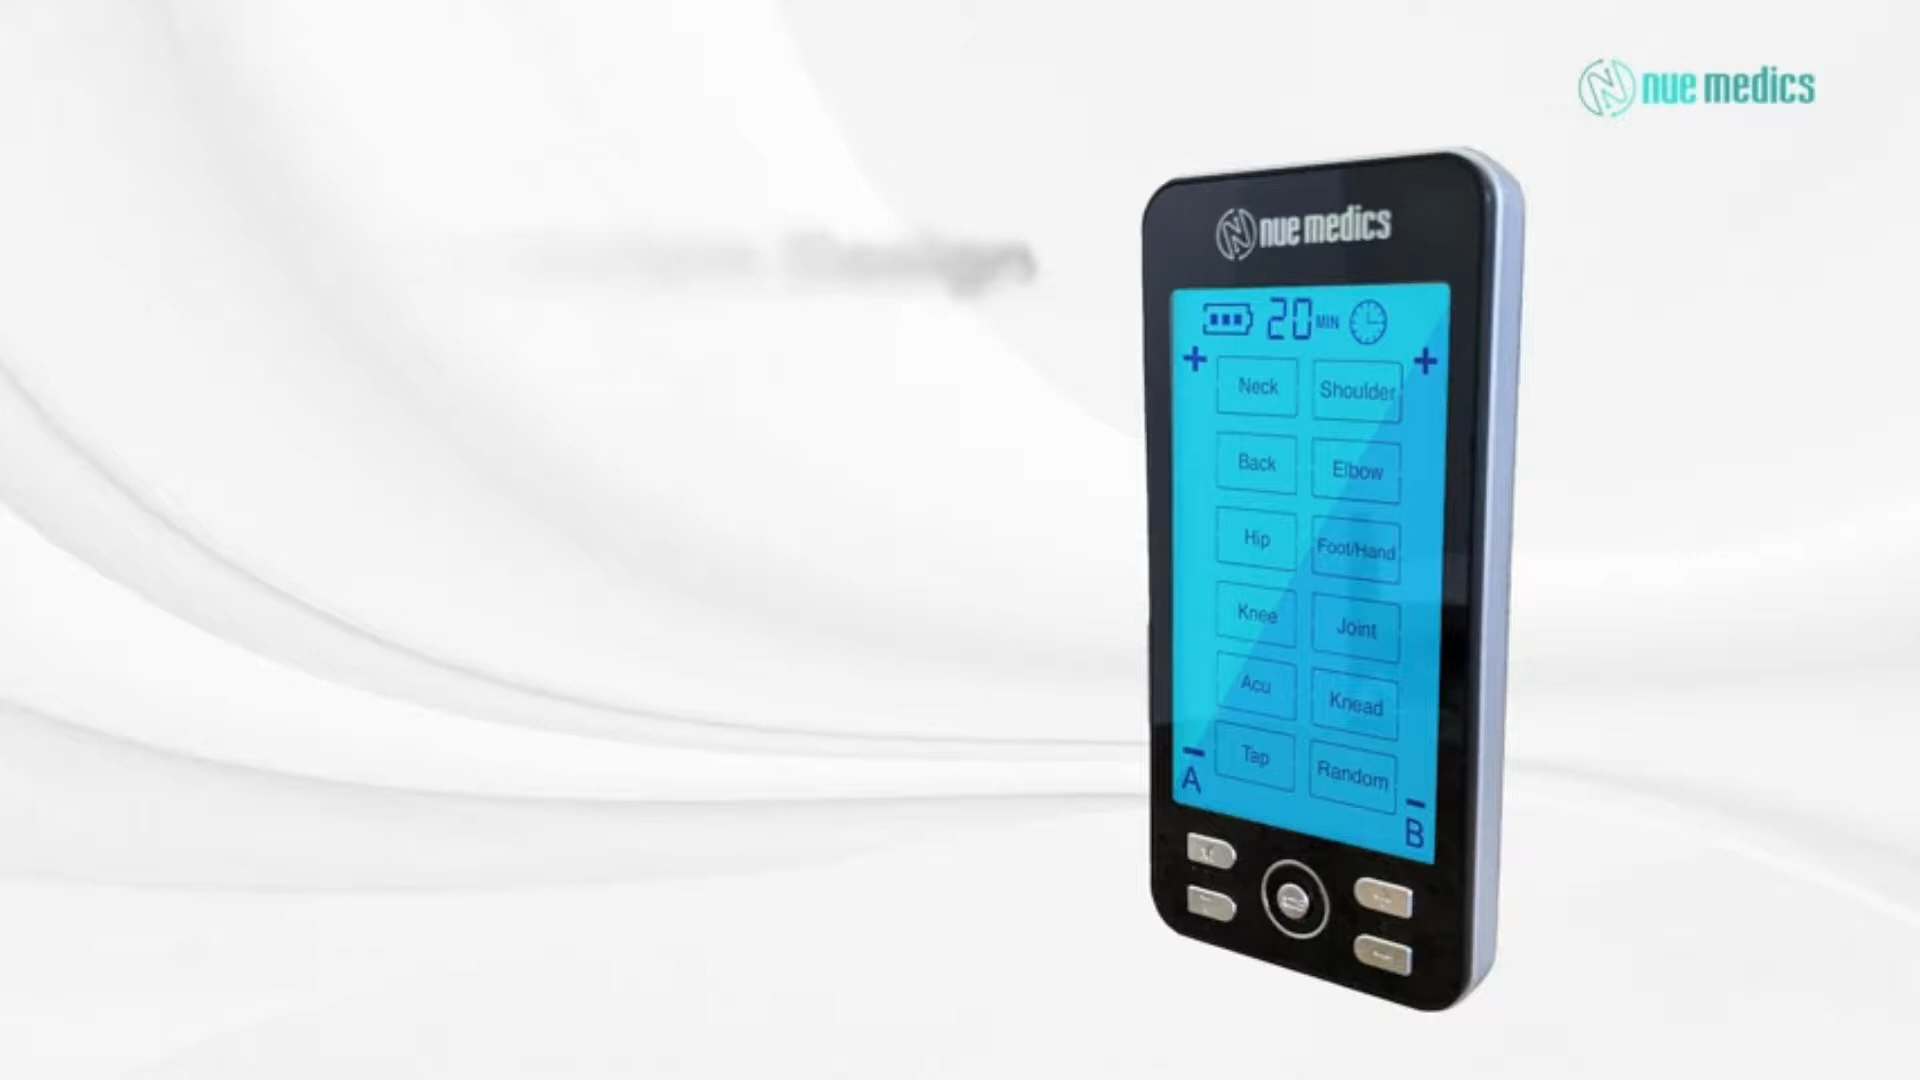 nue medics
nue medics
20 MIN
+ +
Neck Shoulder
Back Elbow
Hip Foot/Hand
Knee Joint
Acu Knead
Tap Random
- -
A B